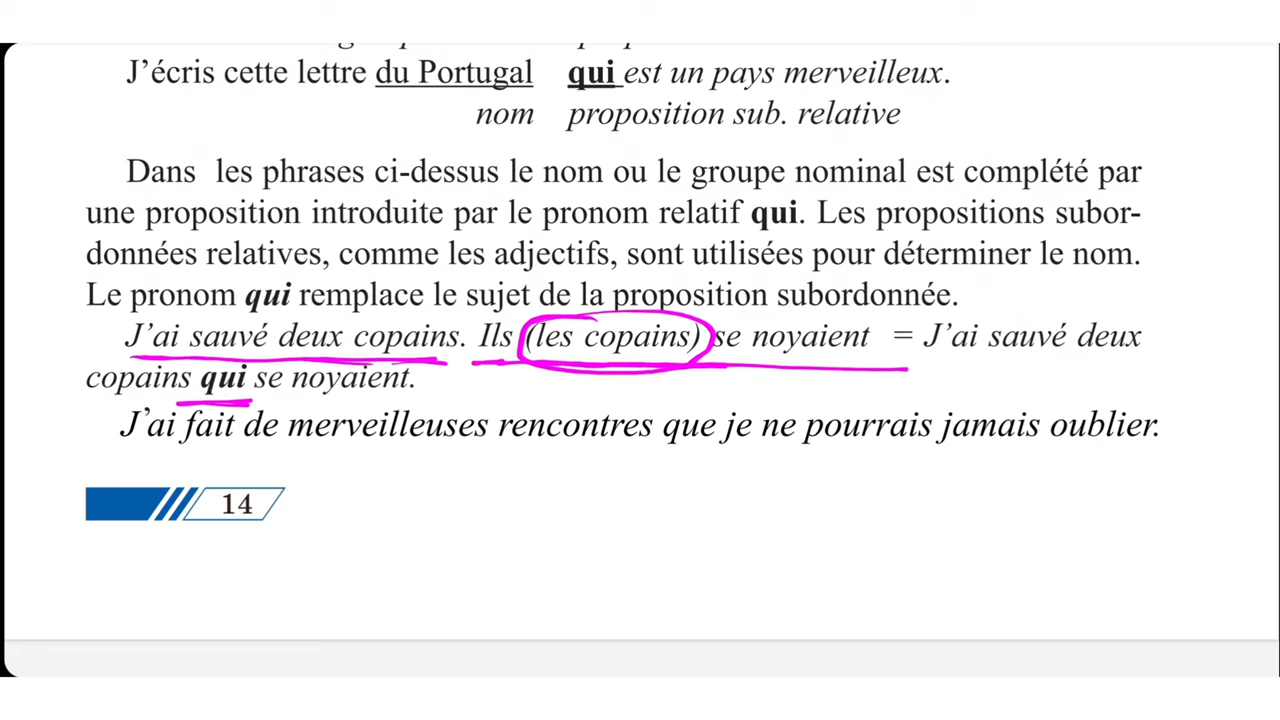 J’écris cette lettre du Portugal qui est un pays merveilleux.
nom proposition sub. relative
Dans les phrases ci-dessus le nom ou le groupe nominal est complété par
une proposition introduite par le pronom relatif qui. Les propositions subor-
données relatives, comme les adjectifs, sont utilisées pour déterminer le nom.
Le pronom qui remplace le sujet de la proposition subordonnée.
J’ai sauvé deux copains. Ils (les copains) se noyaient = J’ai sauvé deux
copains qui se noyaient.
J’ai fait de merveilleuses rencontres que je ne pourrais jamais oublier.
14